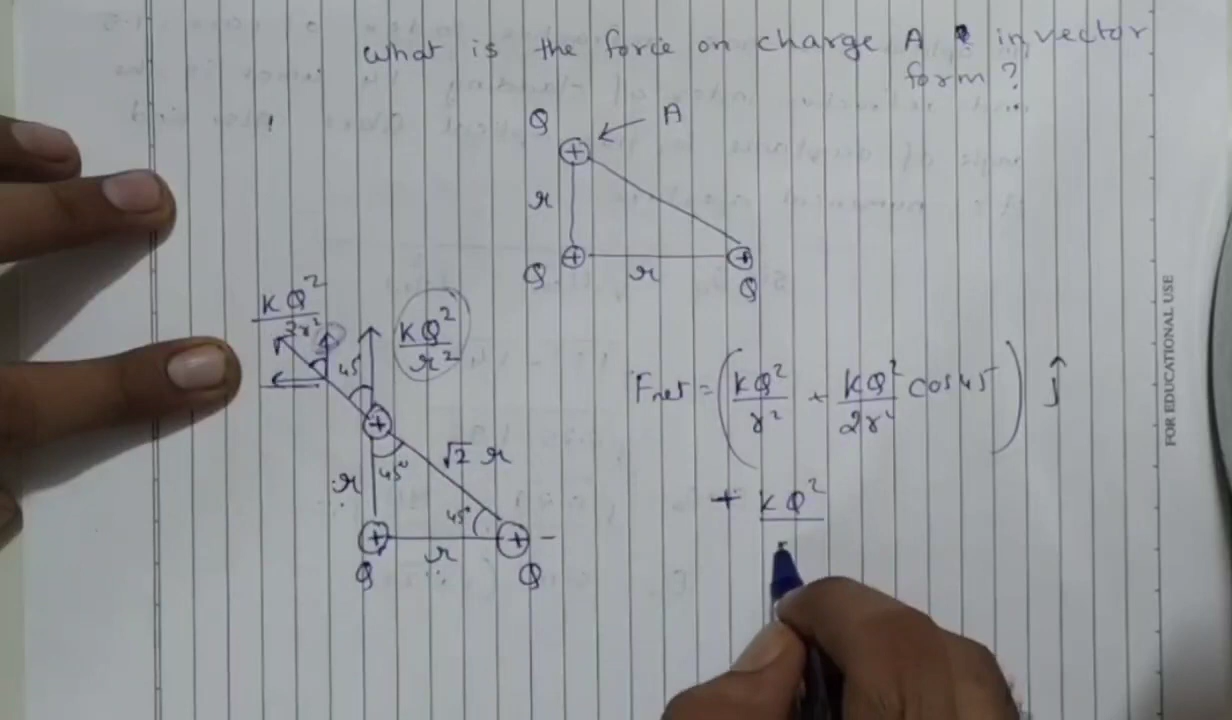 What is the force on charge A in vector
form?
Q
A
r
Q
r
Q
KQ²/2r²
45
KQ²/r²
Fnet = (KQ²/r² + KQ²/2r² cos45) ĵ
√2 r
45°
r
45°
+ KQ²
r
Q
Q
FOR EDUCATIONAL USE